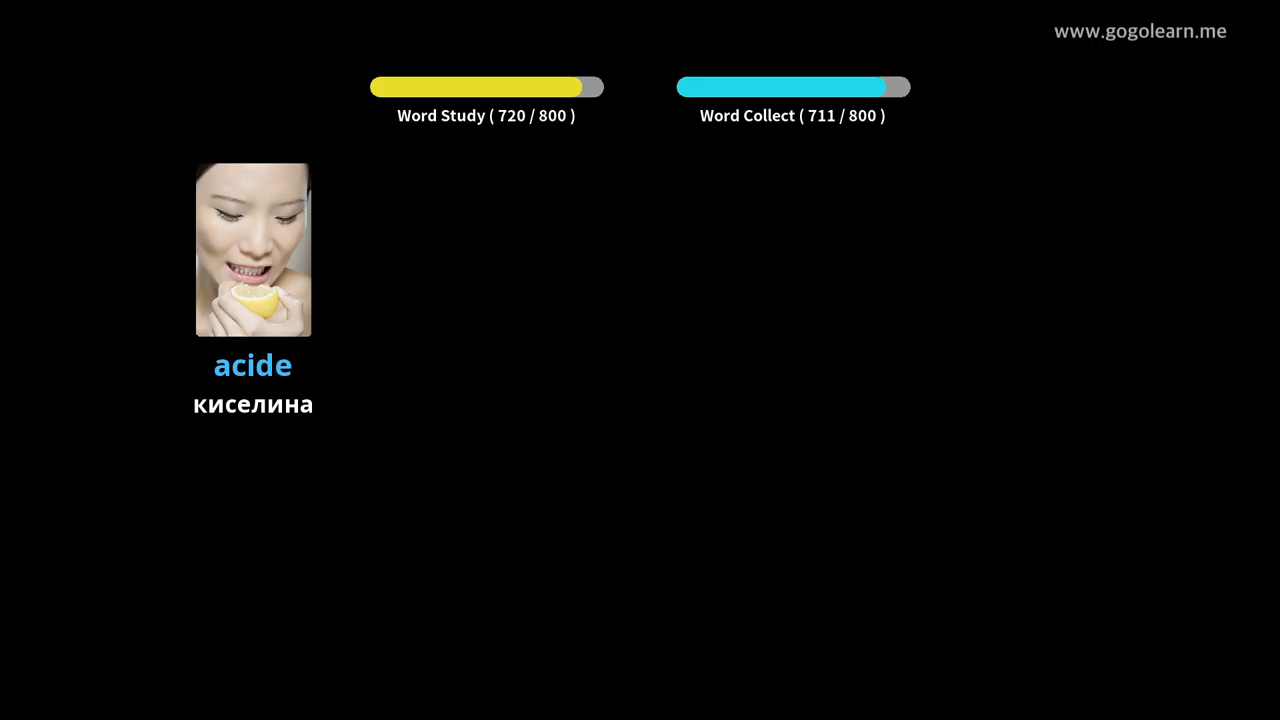 www.gogolearn.me
Word Study ( 720 / 800 )
Word Collect ( 711 / 800 )
acide
киселина